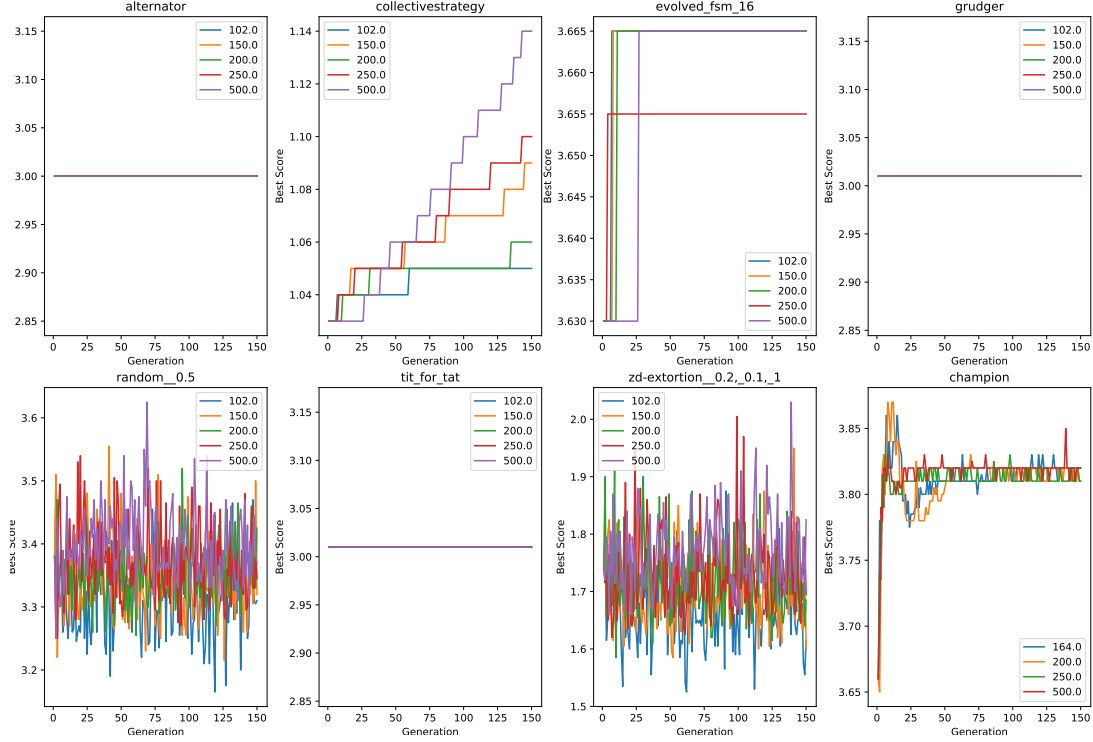 alternator
collectivestrategy
evolved_fsm_16
grudger
3.15
3.10
3.05
3.00
2.95
2.90
2.85
0 25 50 75 100 125 150
Generation
102.0
150.0
200.0
250.0
500.0
Best Score
1.14
1.12
1.10
1.08
1.06
1.04
0 25 50 75 100 125 150
Generation
102.0
150.0
200.0
250.0
500.0
Best Score
3.665
3.660
3.655
3.650
3.645
3.640
3.635
3.630
0 25 50 75 100 125 150
Generation
102.0
150.0
200.0
250.0
500.0
Best Score
3.15
3.10
3.05
3.00
2.95
2.90
2.85
0 25 50 75 100 125 150
Generation
102.0
150.0
200.0
250.0
500.0
random__0.5
tit_for_tat
zd-extortion__0.2,_0.1,_1
champion
Best Score
3.6
3.5
3.4
3.3
3.2
0 25 50 75 100 125 150
Generation
102.0
150.0
200.0
250.0
500.0
Best Score
3.15
3.10
3.05
3.00
2.95
2.90
2.85
0 25 50 75 100 125 150
Generation
102.0
150.0
200.0
250.0
500.0
Best Score
2.0
1.9
1.8
1.7
1.6
1.5
0 25 50 75 100 125 150
Generation
102.0
150.0
200.0
250.0
500.0
Best Score
3.85
3.80
3.75
3.70
3.65
0 25 50 75 100 125 150
Generation
164.0
200.0
250.0
500.0